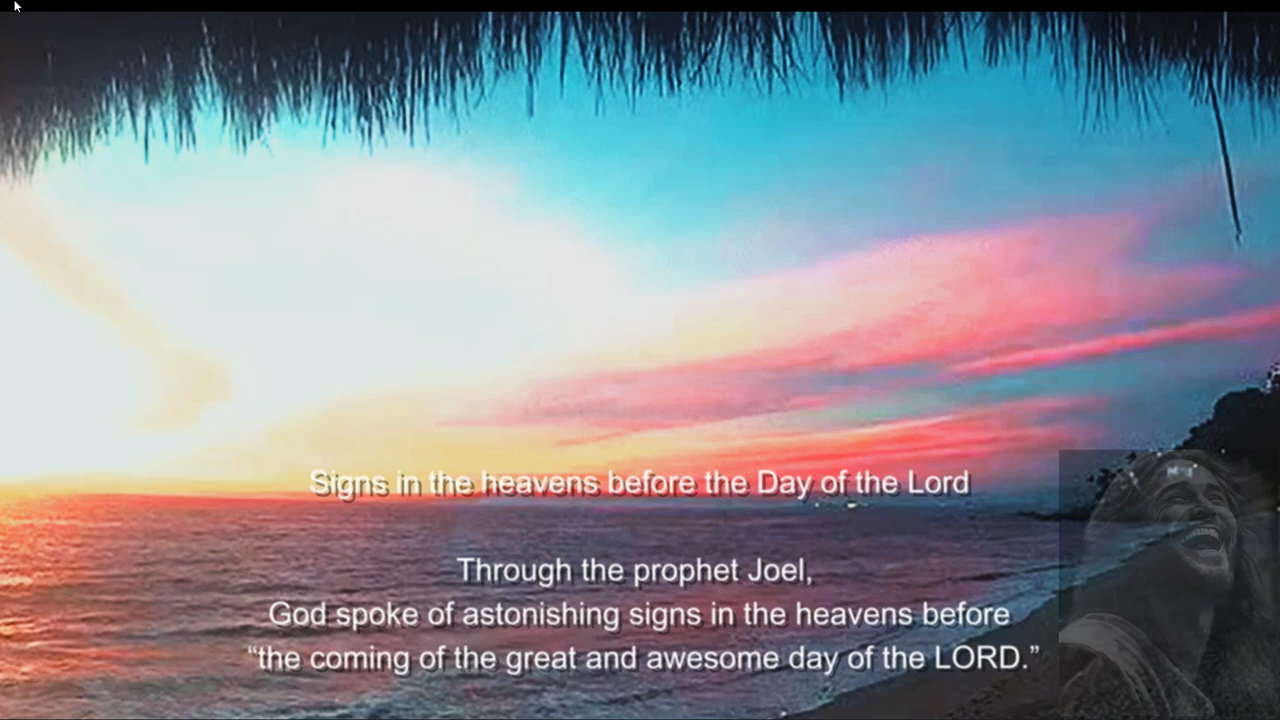 Signs in the heavens before the Day of the Lord
Through the prophet Joel,
God spoke of astonishing signs in the heavens before
“the coming of the great and awesome day of the LORD.”